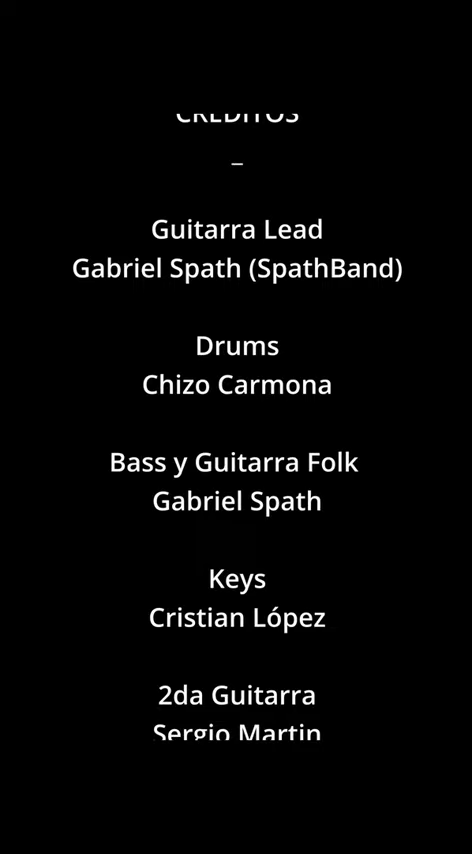 CREDITOS
_
Guitarra Lead
Gabriel Spath (SpathBand)
Drums
Chizo Carmona
Bass y Guitarra Folk
Gabriel Spath
Keys
Cristian López
2da Guitarra
Sergio Martin